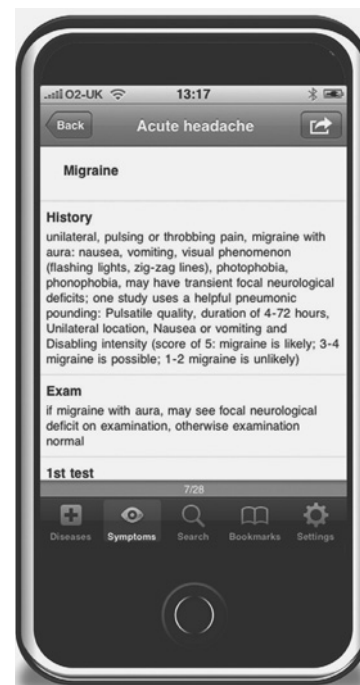 O2-UK 13:17
Back Acute headache
Migraine
History
unilateral, pulsing or throbbing pain, migraine with
aura: nausea, vomiting, visual phenomenon
(flashing lights, zig-zag lines), photophobia,
phonophobia, may have transient focal neurological
deficits; one study uses a helpful pneumonic
pounding: Pulsatile quality, duration of 4-72 hours,
Unilateral location, Nausea or vomiting and
Disabling intensity (score of 5: migraine is likely; 3-4
migraine is possible; 1-2 migraine is unlikely)
Exam
if migraine with aura, may see focal neurological
deficit on examination, otherwise examination
normal
1st test
7/28
Diseases Symptoms Search Bookmarks Settings